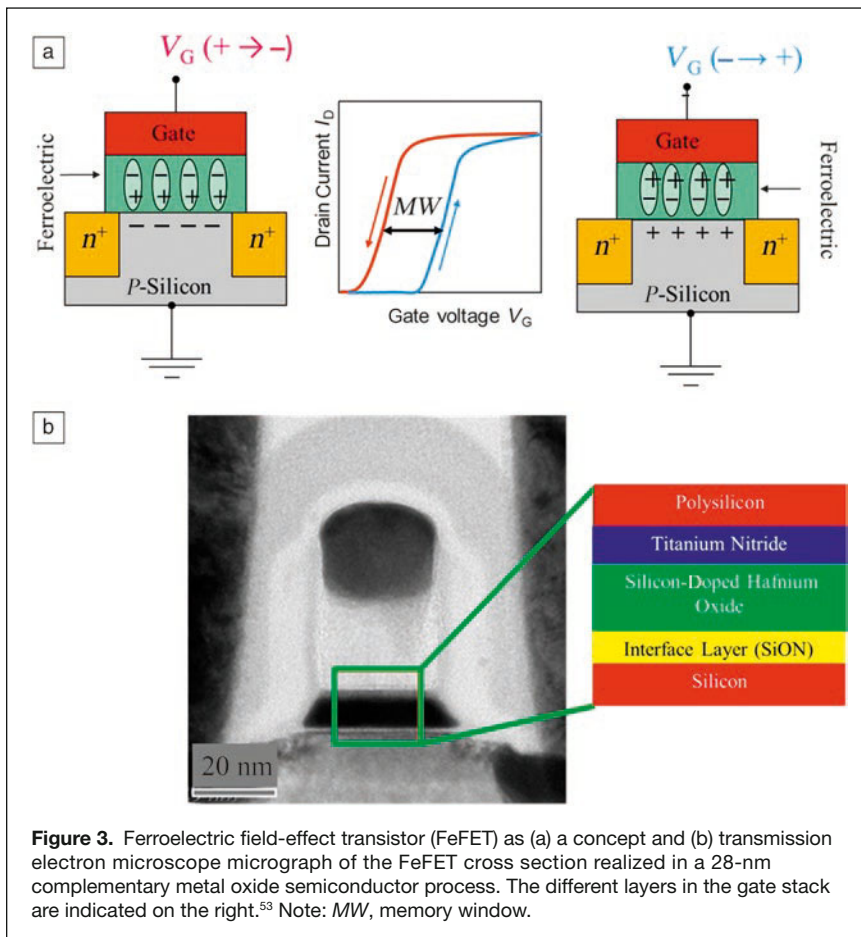 a
V_G (+ → −)
V_G (− → +)
Gate
Ferroelectric
− − − −
+ + + +
− − − − −
n⁺
n⁺
P-Silicon
Drain Current I_D
MW
Gate voltage V_G
Gate
Ferroelectric
+ + + +
− − − −
+ + + +
n⁺
n⁺
P-Silicon
b
20 nm
Polysilicon
Titanium Nitride
Silicon-Doped Hafnium
Oxide
Interface Layer (SiON)
Silicon
Figure 3. Ferroelectric field-effect transistor (FeFET) as (a) a concept and (b) transmission
electron microscope micrograph of the FeFET cross section realized in a 28-nm
complementary metal oxide semiconductor process. The different layers in the gate stack
are indicated on the right.⁵³ Note: MW, memory window.